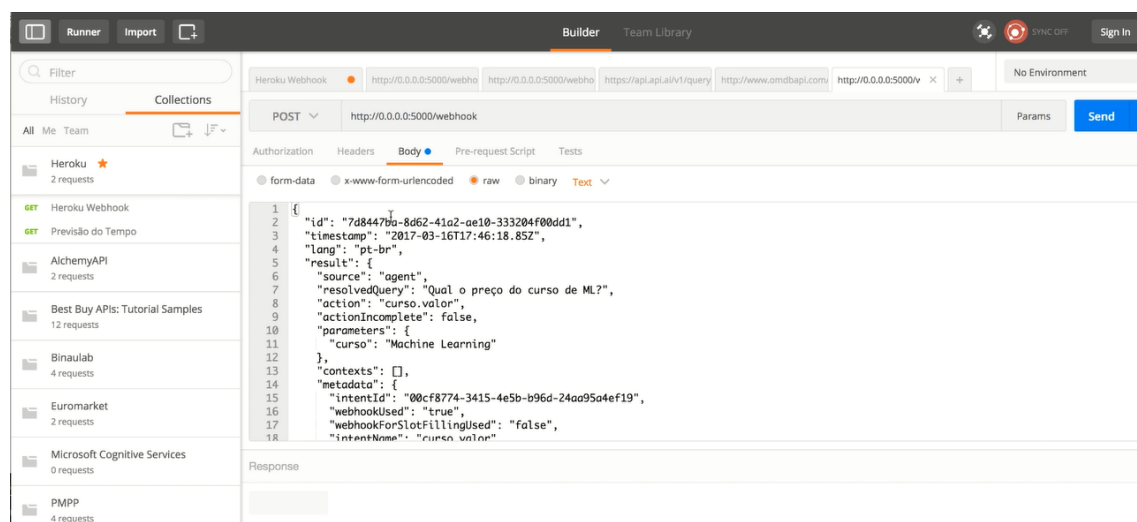 Runner Import Builder Team Library SYNC OFF Sign In
Filter
History Collections
All Me Team
Heroku
2 requests
GET Heroku Webhook
GET Previsão do Tempo
AlchemyAPI
2 requests
Best Buy APIs: Tutorial Samples
12 requests
Binaulab
4 requests
Euromarket
2 requests
Microsoft Cognitive Services
0 requests
PMPP
4 requests
Heroku Webhook http://0.0.0.0:5000/webho http://0.0.0.0:5000/webho https://api.api.ai/v1/query http://www.omdbapi.com/ http://0.0.0.0:5000/v × + No Environment
POST http://0.0.0.0:5000/webhook Params Send
Authorization Headers Body Pre-request Script Tests
form-data x-www-form-urlencoded raw binary Text
1 {
2 "id": "7d8447ba-8d62-41a2-ae10-333204f00dd1",
3 "timestamp": "2017-03-16T17:46:18.85Z",
4 "lang": "pt-br",
5 "result": {
6 "source": "agent",
7 "resolvedQuery": "Qual o preço do curso de ML?",
8 "action": "curso.valor",
9 "actionIncomplete": false,
10 "parameters": {
11 "curso": "Machine Learning"
12 },
13 "contexts": [],
14 "metadata": {
15 "intentId": "00cf8774-3415-4e5b-b96d-24aa95a4ef19",
16 "webhookUsed": "true",
17 "webhookForSlotFillingUsed": "false",
18 "intentName": "curso.valor"
Response